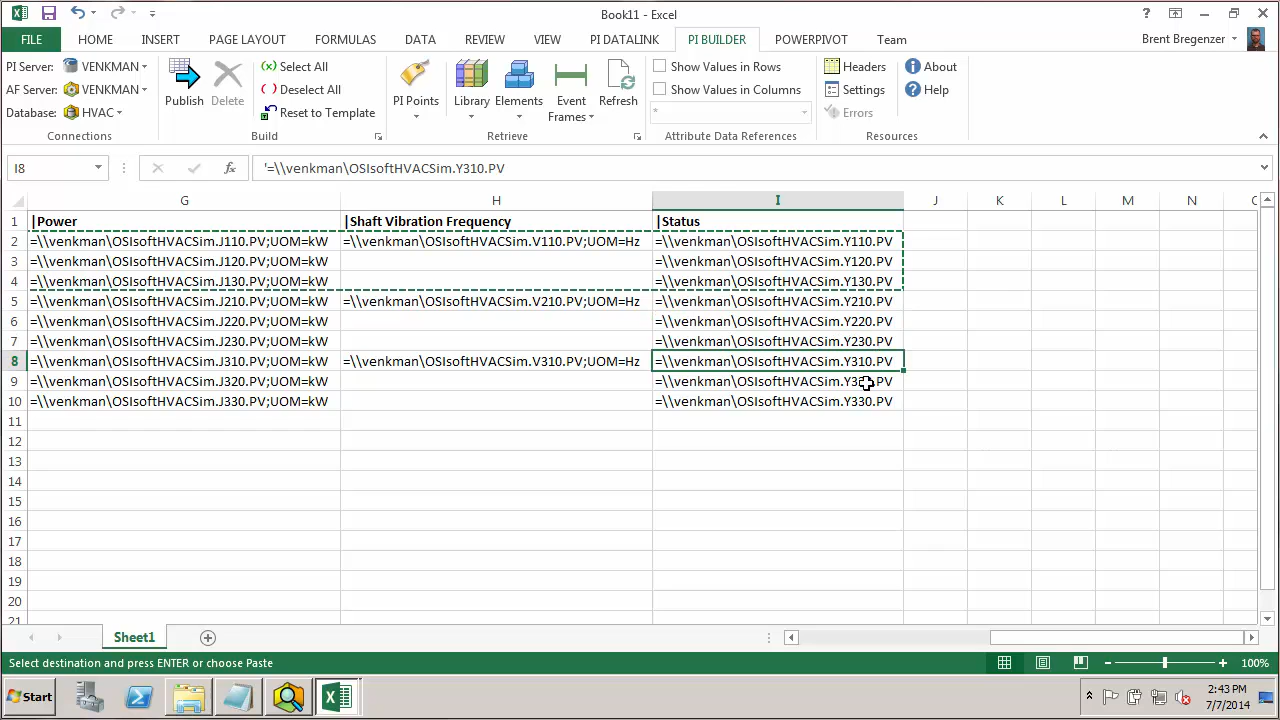 Book11 - Excel
?
FILE HOME INSERT PAGE LAYOUT FORMULAS DATA REVIEW VIEW PI DATALINK PI BUILDER POWERPIVOT Team Brent Bregenzer
PI Server: VENKMAN
AF Server: VENKMAN
Database: HVAC
Connections
Publish
Delete
(x) Select All
( ) Deselect All
Reset to Template
Build
PI Points
Library
Elements
Event Frames
Refresh
Retrieve
Show Values in Rows
Show Values in Columns
*
Attribute Data References
Headers
Settings
Errors
About
Help
Resources
I8 fx '=\\venkman\OSIsoftHVACSim.Y310.PV
G H I J K L M N
1 |Power |Shaft Vibration Frequency |Status
2 =\\venkman\OSIsoftHVACSim.J110.PV;UOM=kW =\\venkman\OSIsoftHVACSim.V110.PV;UOM=Hz =\\venkman\OSIsoftHVACSim.Y110.PV
3 =\\venkman\OSIsoftHVACSim.J120.PV;UOM=kW =\\venkman\OSIsoftHVACSim.Y120.PV
4 =\\venkman\OSIsoftHVACSim.J130.PV;UOM=kW =\\venkman\OSIsoftHVACSim.Y130.PV
5 =\\venkman\OSIsoftHVACSim.J210.PV;UOM=kW =\\venkman\OSIsoftHVACSim.V210.PV;UOM=Hz =\\venkman\OSIsoftHVACSim.Y210.PV
6 =\\venkman\OSIsoftHVACSim.J220.PV;UOM=kW =\\venkman\OSIsoftHVACSim.Y220.PV
7 =\\venkman\OSIsoftHVACSim.J230.PV;UOM=kW =\\venkman\OSIsoftHVACSim.Y230.PV
8 =\\venkman\OSIsoftHVACSim.J310.PV;UOM=kW =\\venkman\OSIsoftHVACSim.V310.PV;UOM=Hz =\\venkman\OSIsoftHVACSim.Y310.PV
9 =\\venkman\OSIsoftHVACSim.J320.PV;UOM=kW
10 =\\venkman\OSIsoftHVACSim.J330.PV;UOM=kW =\\venkman\OSIsoftHVACSim.Y330.PV
11
12
13
14
15
16
17
18
19
20
21
Sheet1
Select destination and press ENTER or choose Paste 100%
Start
2:43 PM
7/7/2014